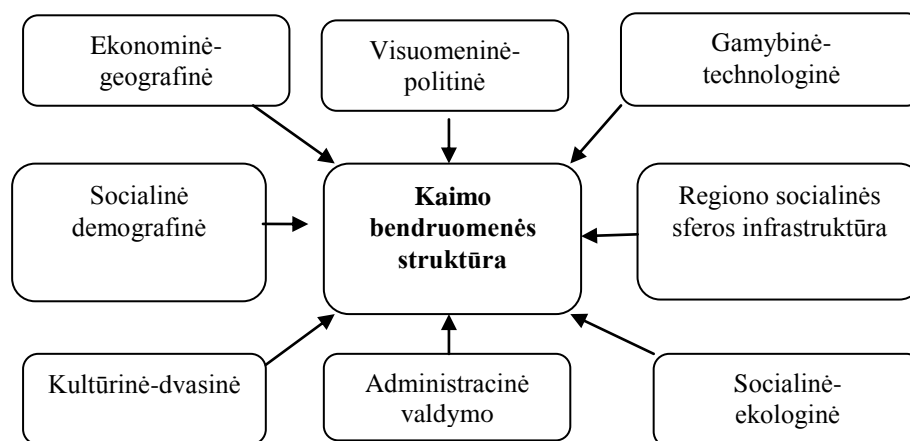 Ekonominė-
geografinė
Visuomeninė-
politinė
Gamybinė-
technologinė
Socialinė
demografinė
Kaimo
bendruomenės
struktūra
Regiono socialinės
sferos infrastruktūra
Kultūrinė-dvasinė
Administracinė
valdymo
Socialinė-
ekologinė